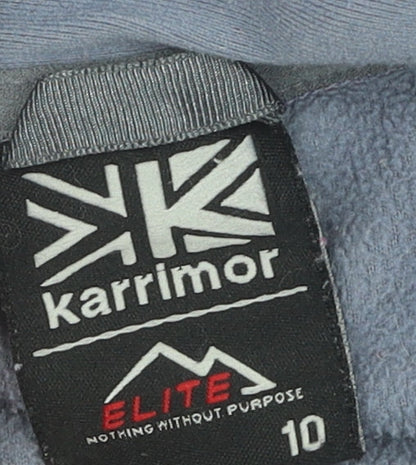 karrimor
ELITE
NOTHING WITHOUT PURPOSE
10